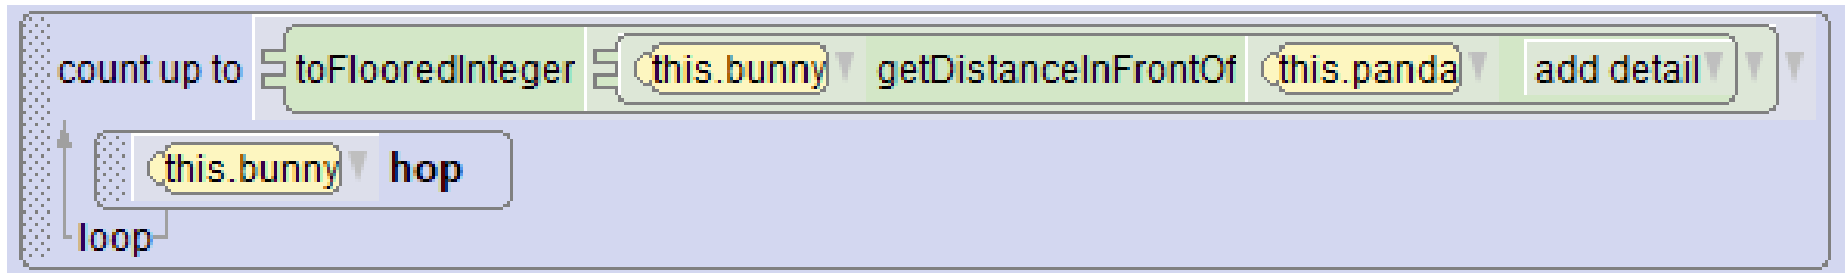 count up to toFlooredInteger this.bunny getDistanceInFrontOf this.panda add detail
this.bunny hop
loop